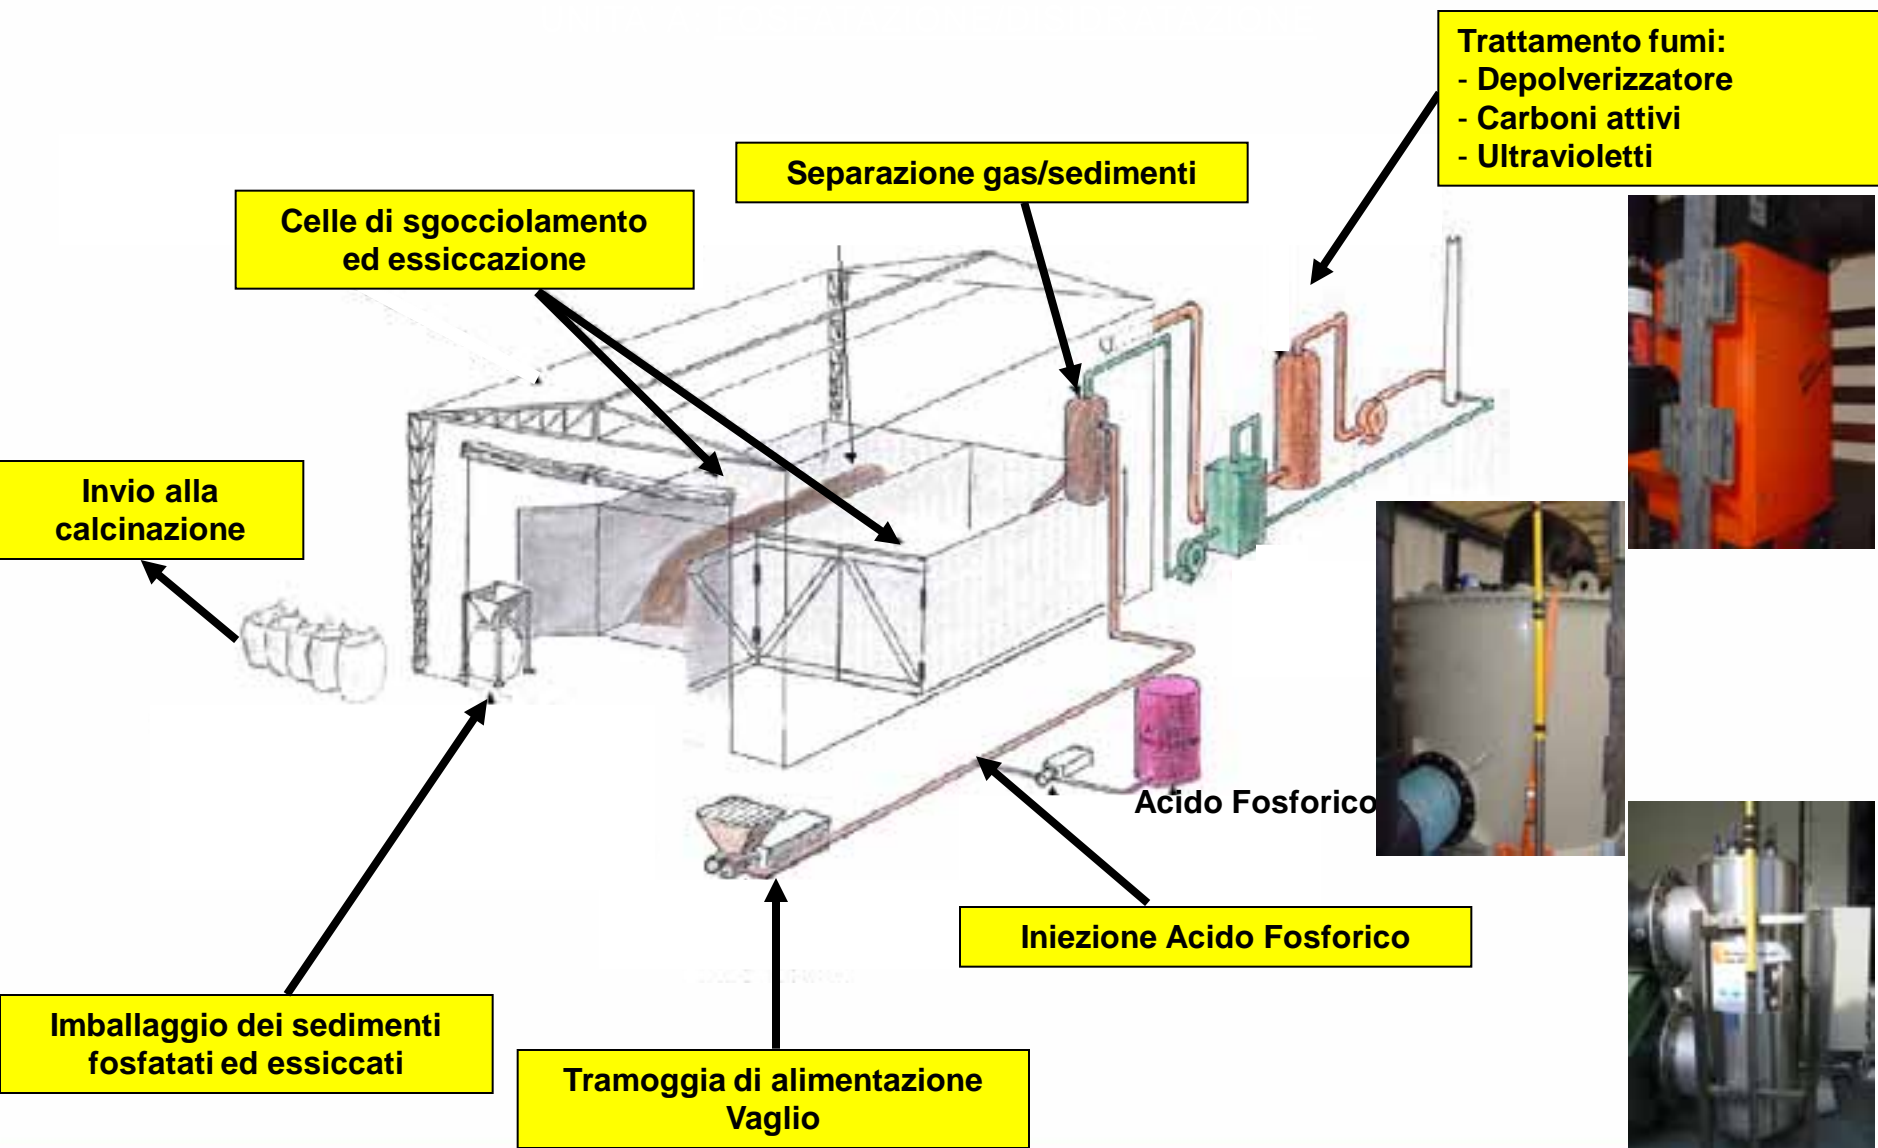 Trattamento fumi:
- Depolverizzatore
- Carboni attivi
- Ultravioletti
Separazione gas/sedimenti
Celle di sgocciolamento
ed essiccazione
Invio alla
calcinazione
Acido Fosforico
Iniezione Acido Fosforico
Imballaggio dei sedimenti
fosfatati ed essiccati
Tramoggia di alimentazione
Vaglio